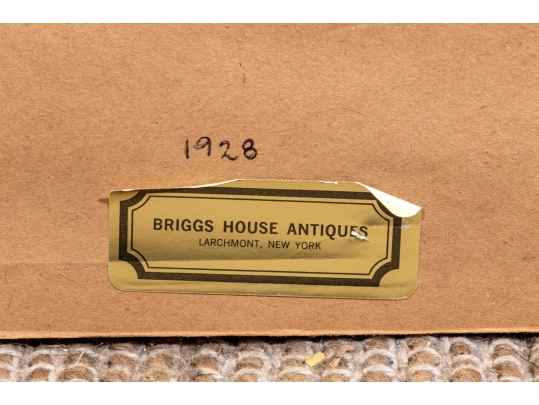 1928
BRIGGS HOUSE ANTIQUES
LARCHMONT, NEW YORK